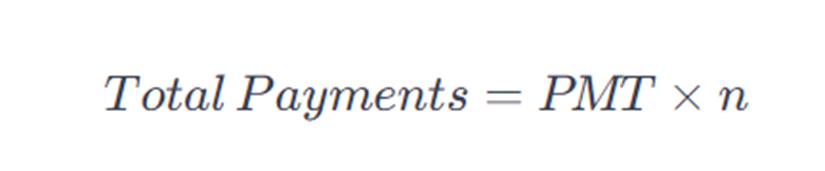 Total Payments = PMT × n